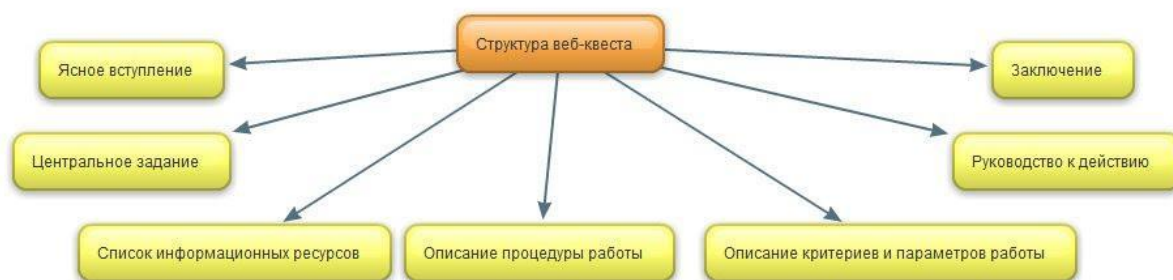 Структура веб-квеста
Ясное вступление
Заключение
Центральное задание
Руководство к действию
Список информационных ресурсов
Описание процедуры работы
Описание критериев и параметров работы